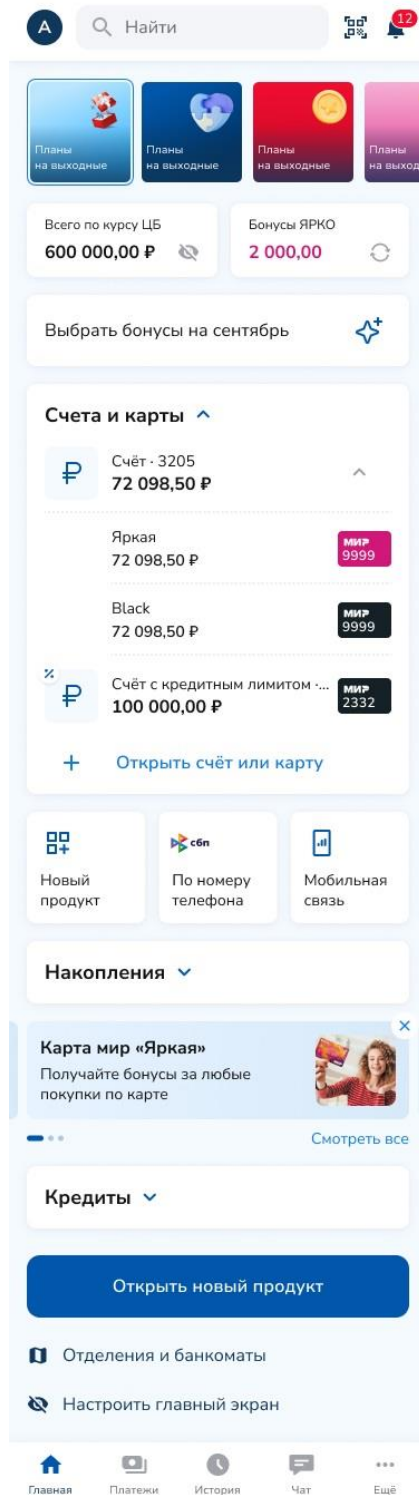 А
Найти
12
Планы
на выходные
Планы
на выходные
Планы
на выходные
Планы
на выход
Всего по курсу ЦБ
600 000,00 ₽
Бонусы ЯРКО
2 000,00
Выбрать бонусы на сентябрь
Счета и карты
Счёт · 3205
72 098,50 ₽
Яркая
72 098,50 ₽
МИР
9999
Black
72 098,50 ₽
МИР
9999
Счёт с кредитным лимитом ·...
100 000,00 ₽
МИР
2332
Открыть счёт или карту
Новый
продукт
сбп
По номеру
телефона
Мобильная
связь
Накопления
Карта мир «Яркая»
Получайте бонусы за любые
покупки по карте
Смотреть все
Кредиты
Открыть новый продукт
Отделения и банкоматы
Настроить главный экран
Главная
Платежи
История
Чат
Ещё